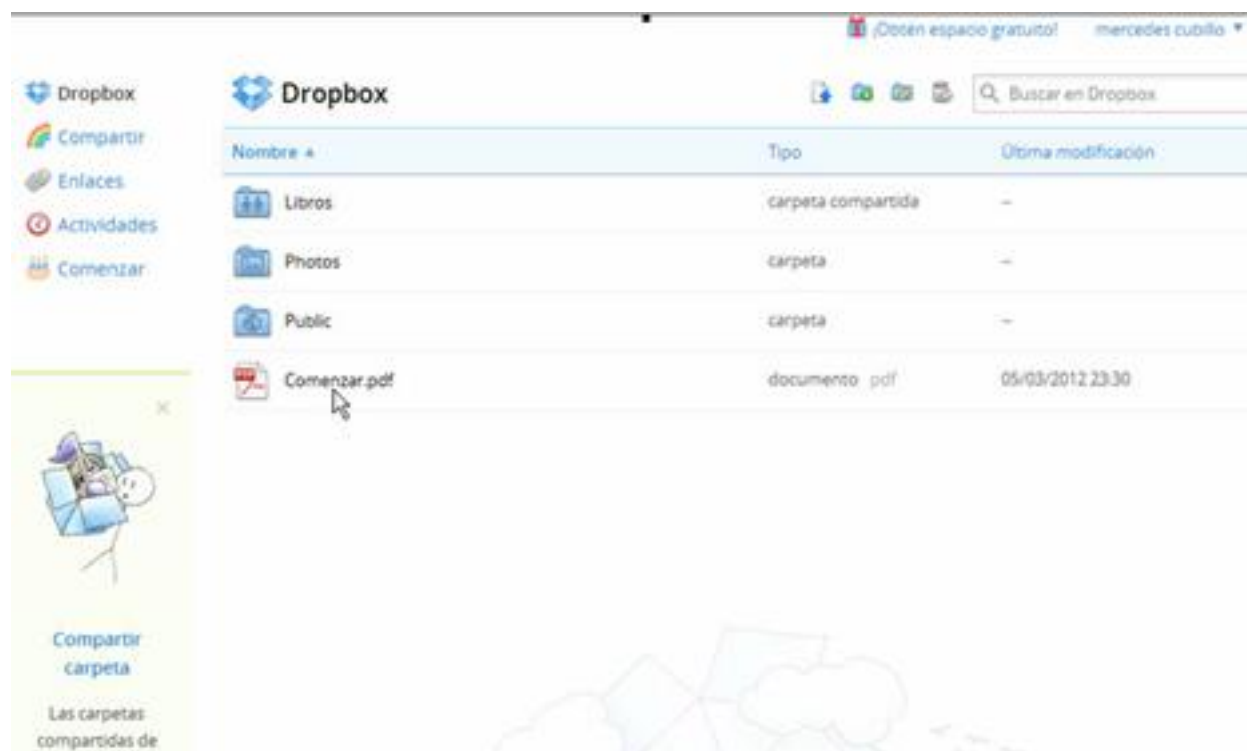 ¡Obtén espacio gratuito! mercedes cubillo
Dropbox
Compartir
Enlaces
Actividades
Comenzar
Dropbox
Buscar en Dropbox
Nombre Tipo Última modificación
Libros carpeta compartida --
Photos carpeta --
Public carpeta --
Comenzar.pdf documento pdf 05/03/2012 23:30
Compartir
carpeta
Las carpetas
compartidas de